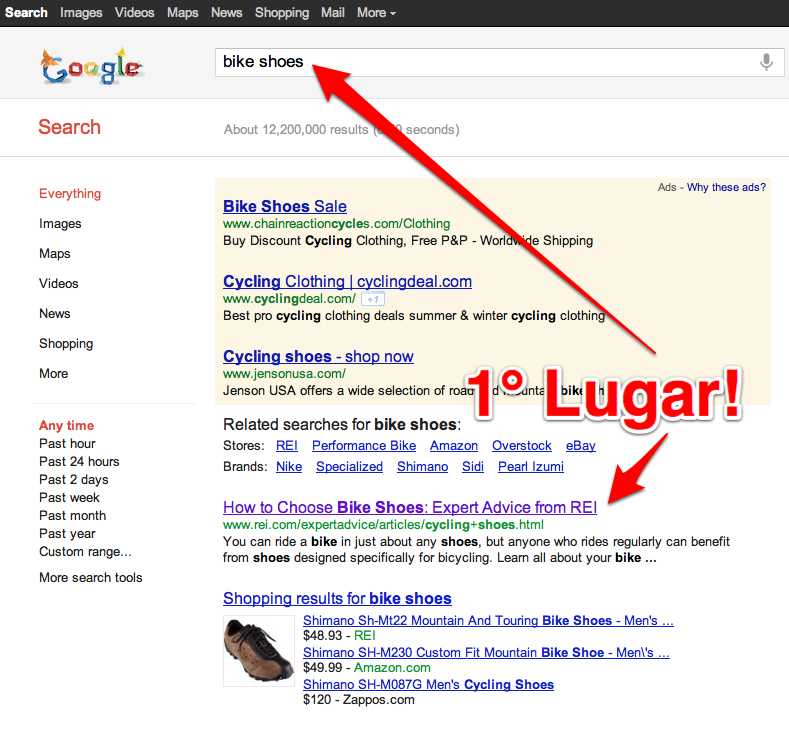 Search Images Videos Maps News Shopping Mail More
Google
bike shoes
Search
About 12,200,000 results ( seconds)
Everything
Images
Maps
Videos
News
Shopping
More
Any time
Past hour
Past 24 hours
Past 2 days
Past week
Past month
Past year
Custom range...
More search tools
Ads - Why these ads?
Bike Shoes Sale
www.chainreactioncycles.com/Clothing
Buy Discount Cycling Clothing, Free P&P - Worldwide Shipping
Cycling Clothing | cyclingdeal.com
www.cyclingdeal.com/ +1
Best pro cycling clothing deals summer & winter cycling clothing
Cycling shoes - shop now
www.jensonusa.com/
Jenson USA offers a wide selection of road and mountain bike
1° Lugar!
Related searches for bike shoes:
Stores: REI Performance Bike Amazon Overstock eBay
Brands: Nike Specialized Shimano Sidi Pearl Izumi
How to Choose Bike Shoes: Expert Advice from REI
www.rei.com/expertadvice/articles/cycling+shoes.html
You can ride a bike in just about any shoes, but anyone who rides regularly can benefit
from shoes designed specifically for bicycling. Learn all about your bike ...
Shopping results for bike shoes
Shimano Sh-Mt22 Mountain And Touring Bike Shoes - Men's ...
$48.93 - REI
Shimano SH-M230 Custom Fit Mountain Bike Shoe - Men\'s ...
$49.99 - Amazon.com
Shimano SH-M087G Men's Cycling Shoes
$120 - Zappos.com